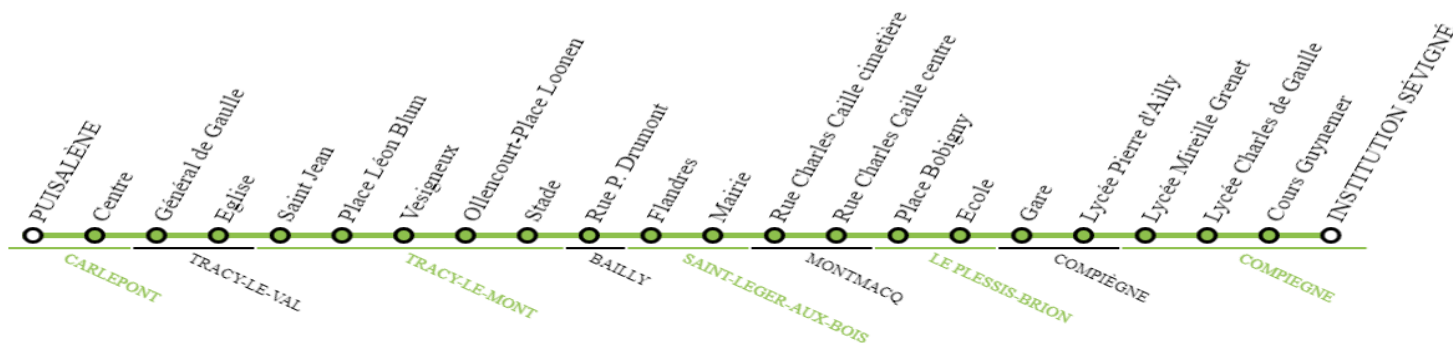 PUISALÈNE
Centre
Général de Gaulle
Eglise
Saint Jean
Place Léon Blum
Vesigneux
Ollencourt-Place Loonen
Stade
Rue P. Drumont
Flandres
Mairie
Rue Charles Caille cimetière
Rue Charles Caille centre
Place Bobigny
Ecole
Gare
Lycée Pierre d'Ailly
Lycée Mireille Grenet
Lycée Charles de Gaulle
Cours Guynemer
INSTITUTION SÉVIGNÉ
CARLEPONT
TRACY-LE-VAL
TRACY-LE-MONT
BAILLY
SAINT-LEGER-AUX-BOIS
MONTMACQ
LE PLESSIS-BRION
COMPIÈGNE
COMPIEGNE